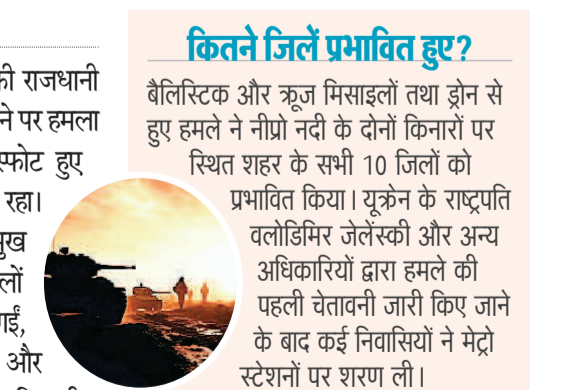 की राजधानी
ने पर हमला
स्फोट हुए
रहा।
मुख
लों
गईं,
और
कितने जिलें प्रभावित हुए?
बैलिस्टिक और क्रूज मिसाइलों तथा ड्रोन से
हुए हमले ने नीप्रो नदी के दोनों किनारों पर
स्थित शहर के सभी 10 जिलों को
प्रभावित किया। यूक्रेन के राष्ट्रपति
वलोडिमिर जेलेंस्की और अन्य
अधिकारियों द्वारा हमले की
पहली चेतावनी जारी किए जाने
के बाद कई निवासियों ने मेट्रो
स्टेशनों पर शरण ली।